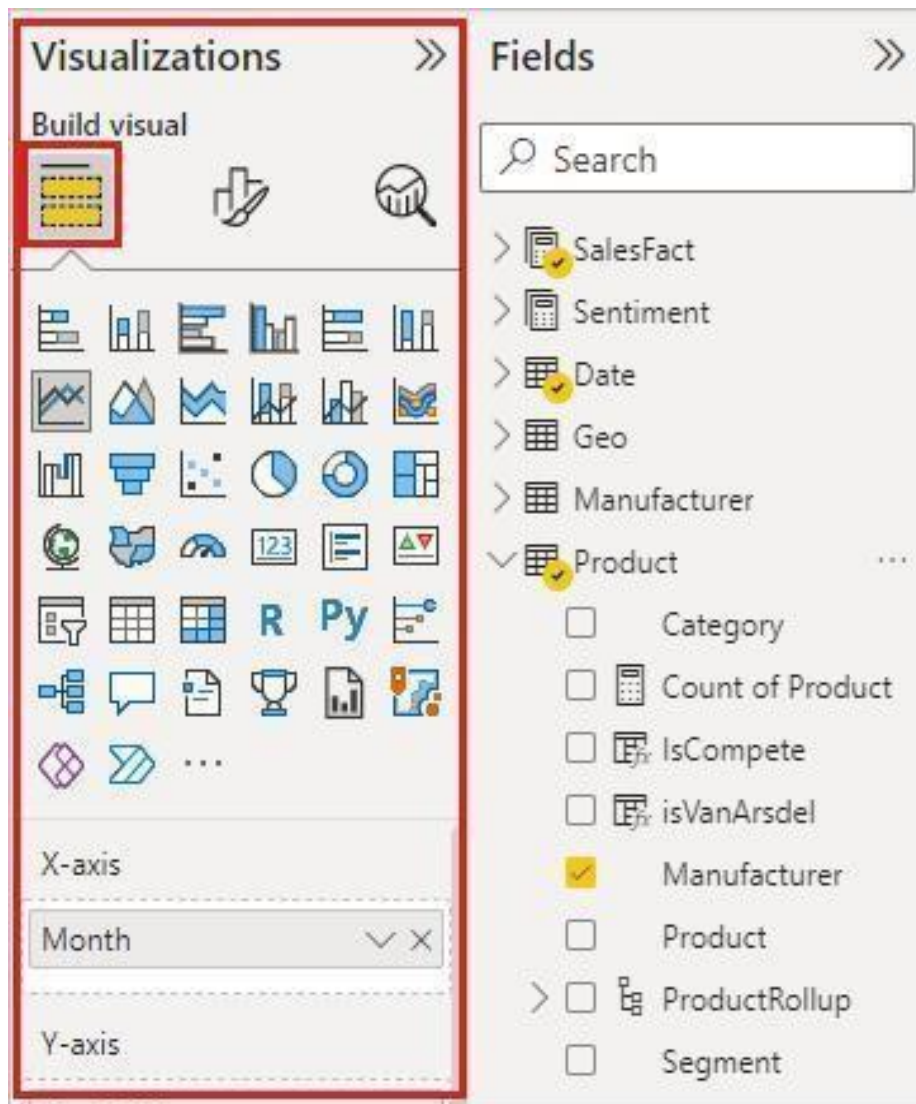 Visualizations
Build visual
123
R
Py
X-axis
Month
Y-axis
Fields
Search
SalesFact
Sentiment
Date
Geo
Manufacturer
Product
Category
Count of Product
IsCompete
isVanArsdel
Manufacturer
Product
ProductRollup
Segment